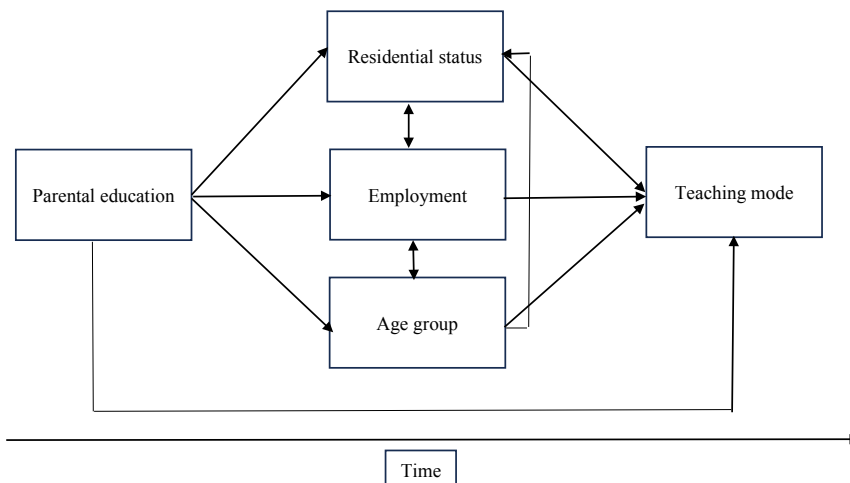 Residential status
Parental education
Employment
Teaching mode
Age group
Time